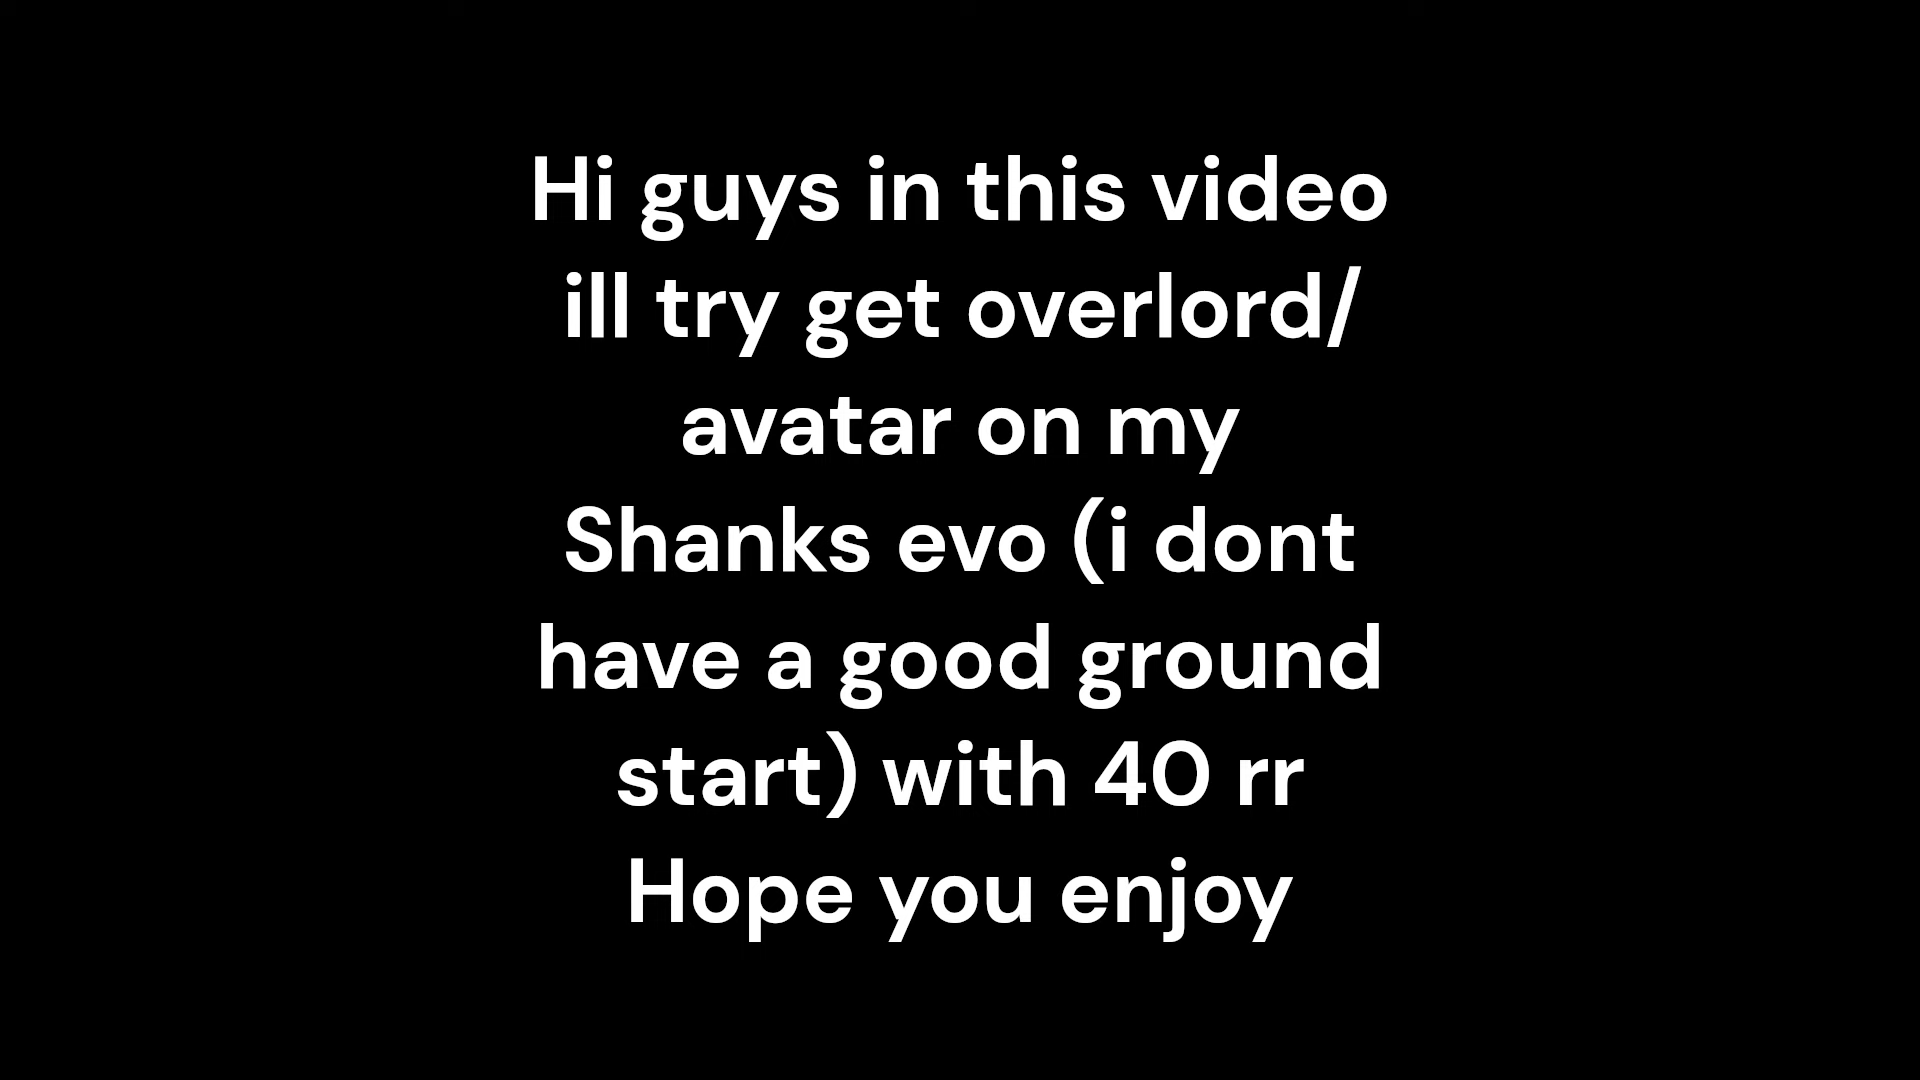 Hi guys in this video
ill try get overlord/
avatar on my
Shanks evo (i dont
have a good ground
start) with 40 rr
Hope you enjoy